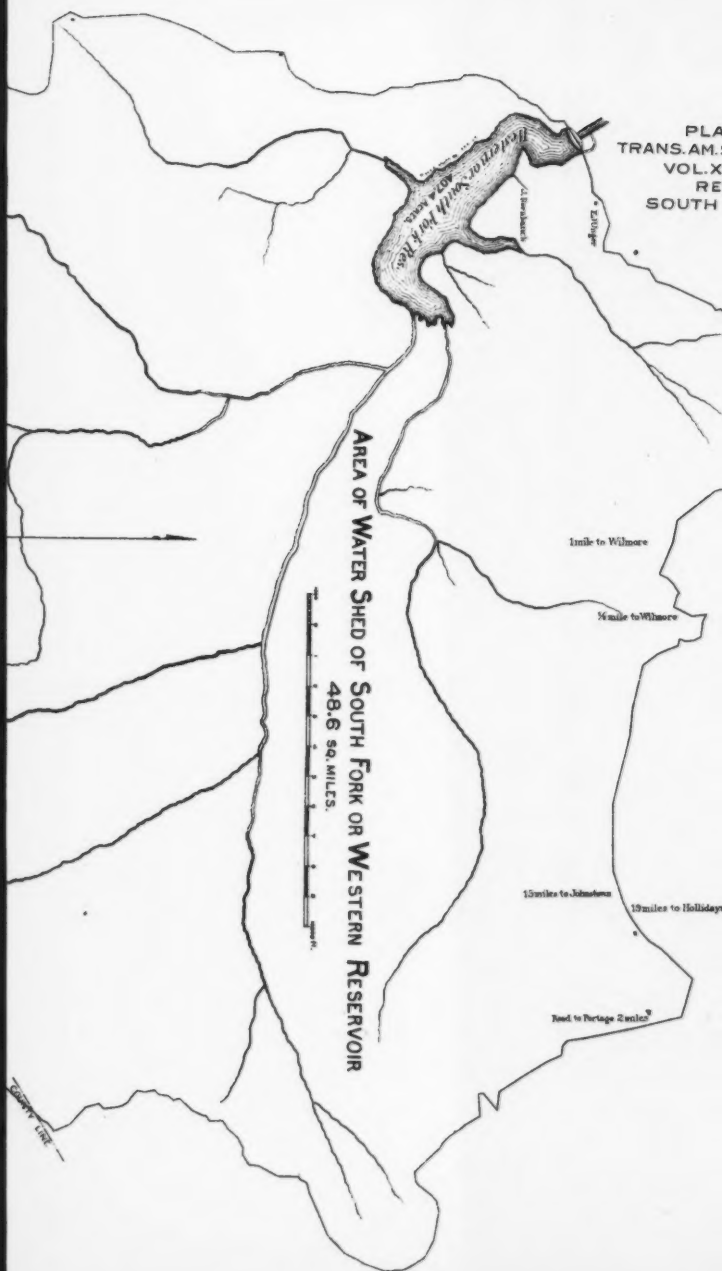 PLA
TRANS.AM.S
VOL.X
RE
SOUTH
Western or South Fork Res.
407.4 ACRES.
E.J. Unger
1 mile to Wilmore
½ mile to Wilmore
AREA OF WATER SHED OF SOUTH FORK OR WESTERN RESERVOIR
48.6 SQ. MILES.
15 miles to Johnstown
19 miles to Hollidays
Road to Portage 2 miles
COUNTY LINE